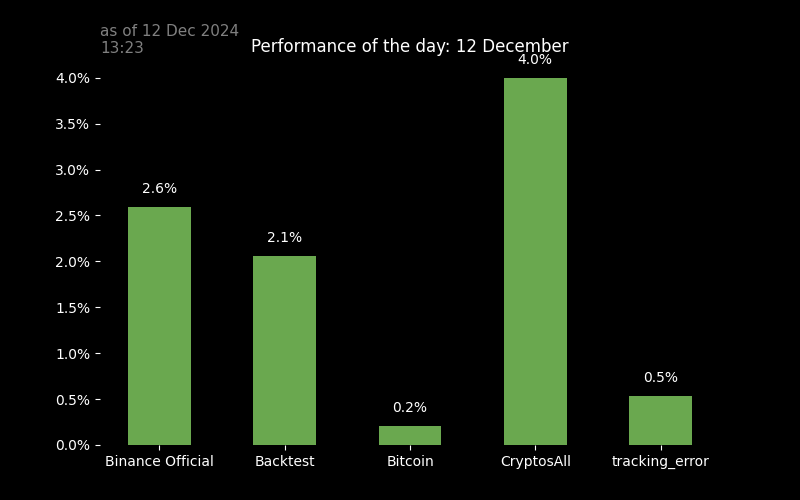 as of 12 Dec 2024
13:23
Performance of the day: 12 December
4.0%
3.5%
3.0%
2.5%
2.0%
1.5%
1.0%
0.5%
0.0%
2.6%
2.1%
0.2%
4.0%
0.5%
Binance Official
Backtest
Bitcoin
CryptosAll
tracking_error